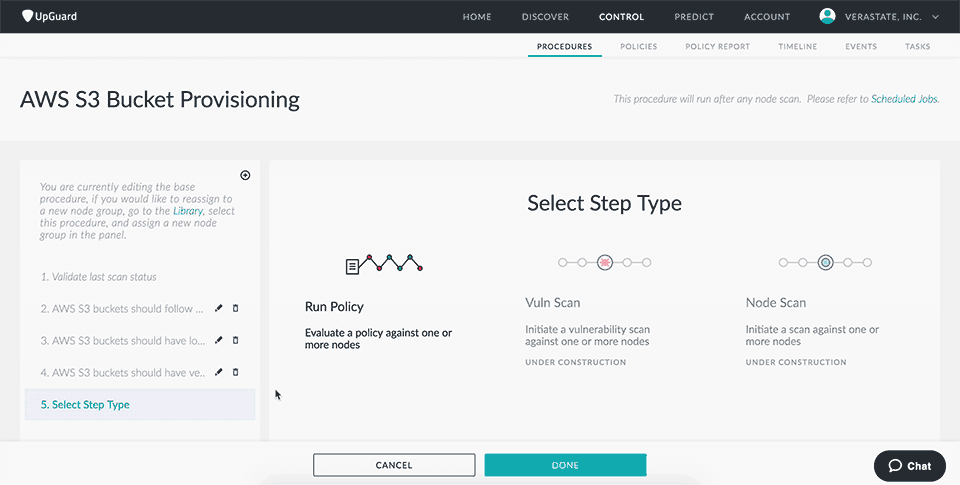 UpGuard
HOME DISCOVER CONTROL PREDICT ACCOUNT VERASTATE, INC.
PROCEDURES POLICIES POLICY REPORT TIMELINE EVENTS TASKS
AWS S3 Bucket Provisioning
This procedure will run after any node scan. Please refer to Scheduled Jobs.
You are currently editing the base
procedure, if you would like to reassign to
a new node group, go to the Library, select
this procedure, and assign a new node
group in the panel.
1. Validate last scan status
2. AWS S3 buckets should follow ...
3. AWS S3 buckets should have lo...
4. AWS S3 buckets should have ve..
5. Select Step Type
Select Step Type
Run Policy
Evaluate a policy against one or
more nodes
Vuln Scan
Initiate a vulnerability scan
against one or more nodes
UNDER CONSTRUCTION
Node Scan
Initiate a scan against one or
more nodes
UNDER CONSTRUCTION
CANCEL DONE
Chat